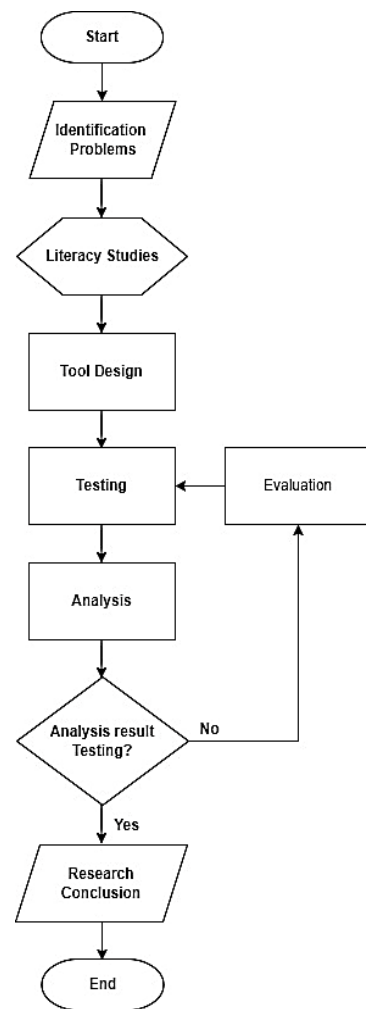 Start
Identification
Problems
Literacy Studies
Tool Design
Testing
Evaluation
Analysis
Analysis result
Testing?
No
Yes
Research
Conclusion
End